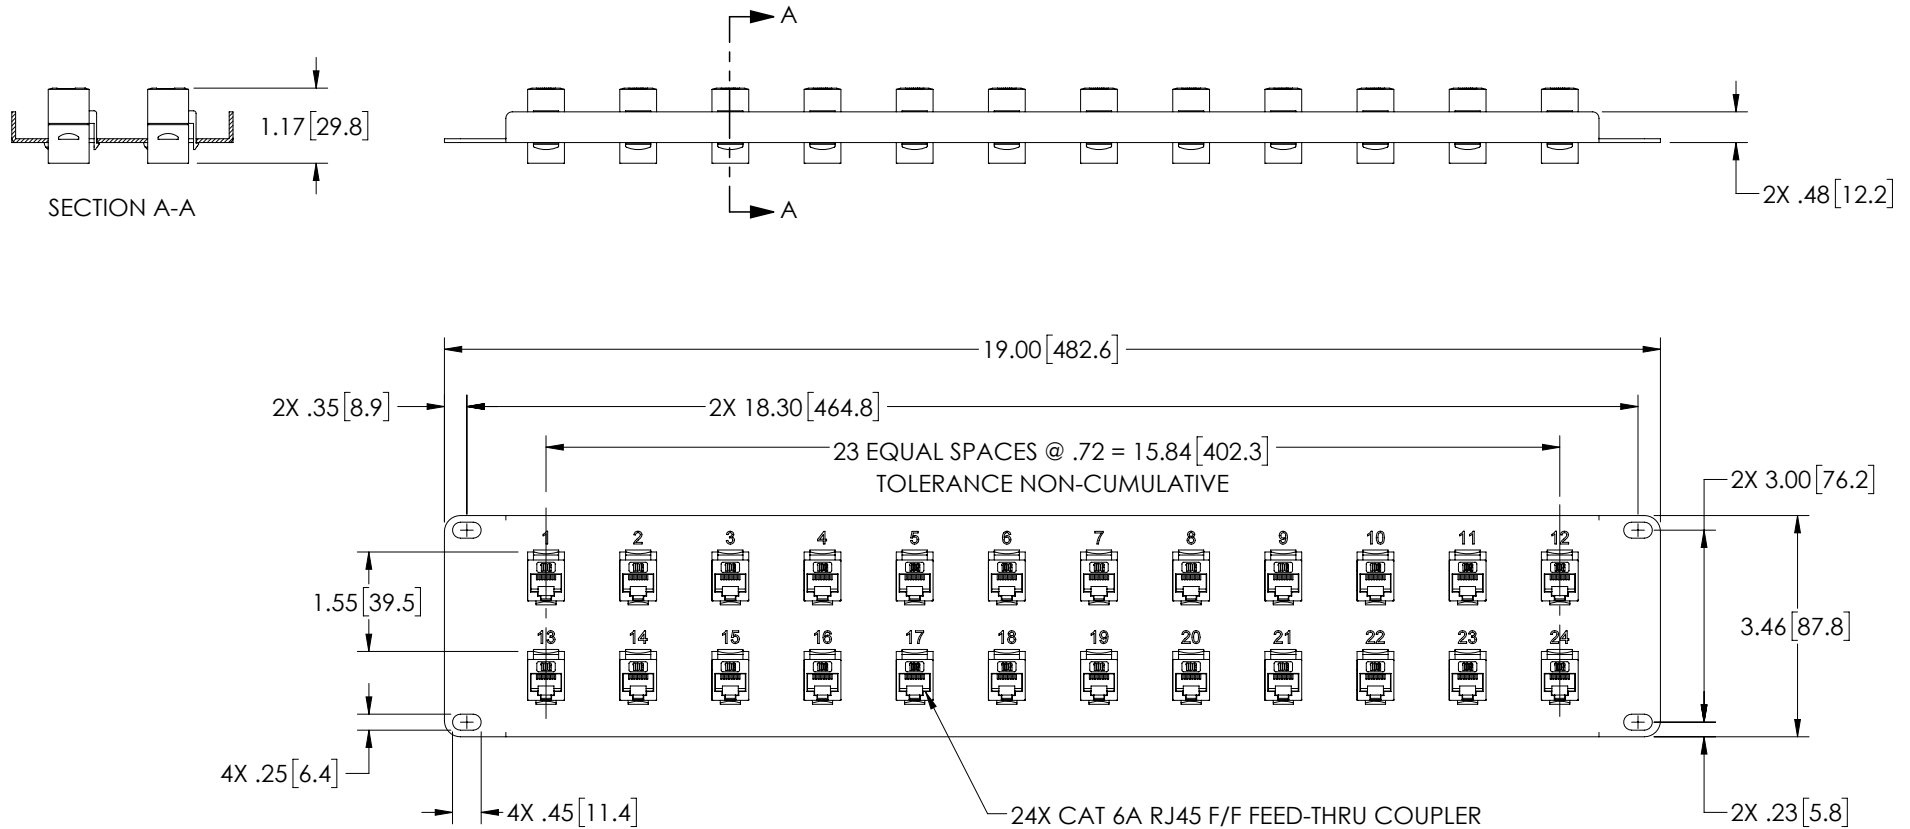 A
1.17[29.8]
SECTION A-A
A
2X .48[12.2]
19.00[482.6]
2X .35[8.9]
2X 18.30[464.8]
23 EQUAL SPACES @ .72 = 15.84[402.3]
TOLERANCE NON-CUMULATIVE
2X 3.00[76.2]
1 2 3 4 5 6 7 8 9 10 11 12
1.55[39.5]
3.46[87.8]
13 14 15 16 17 18 19 20 21 22 23 24
4X .25[6.4]
4X .45[11.4]
24X CAT 6A RJ45 F/F FEED-THRU COUPLER
2X .23[5.8]